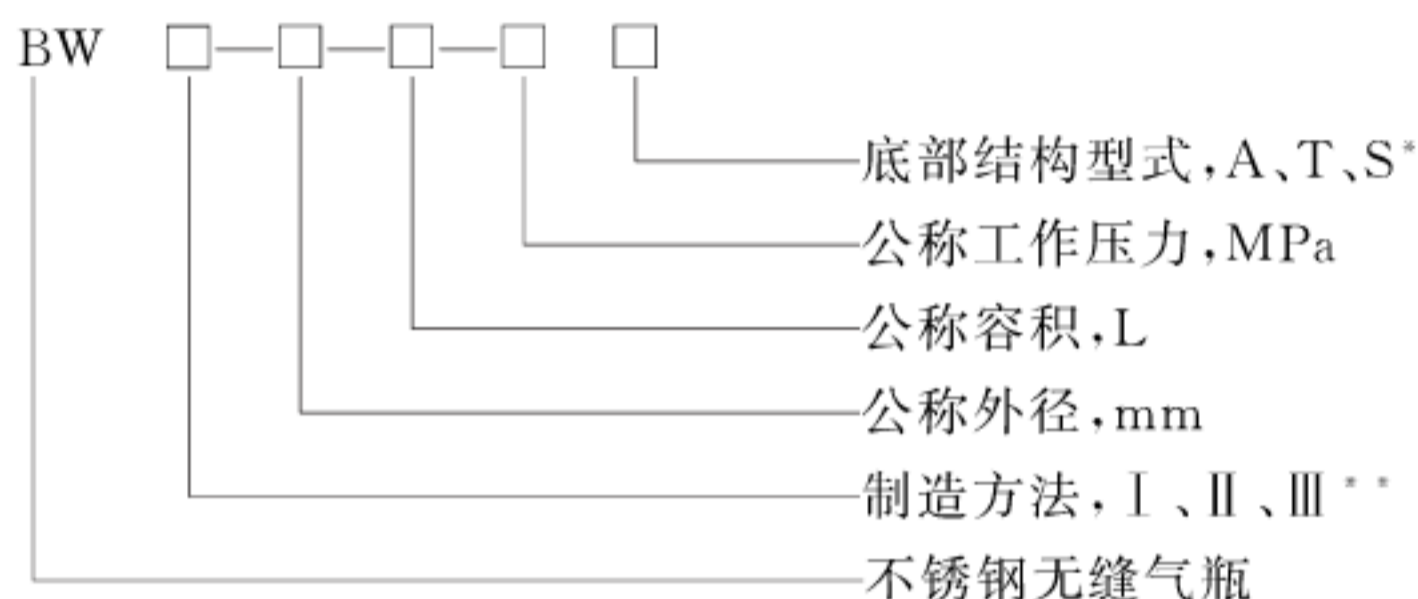 BW □—□—□—□ □
底部结构型式,A、T、S*
公称工作压力,MPa
公称容积,L
公称外径,mm
制造方法,Ⅰ、Ⅱ、Ⅲ**
不锈钢无缝气瓶